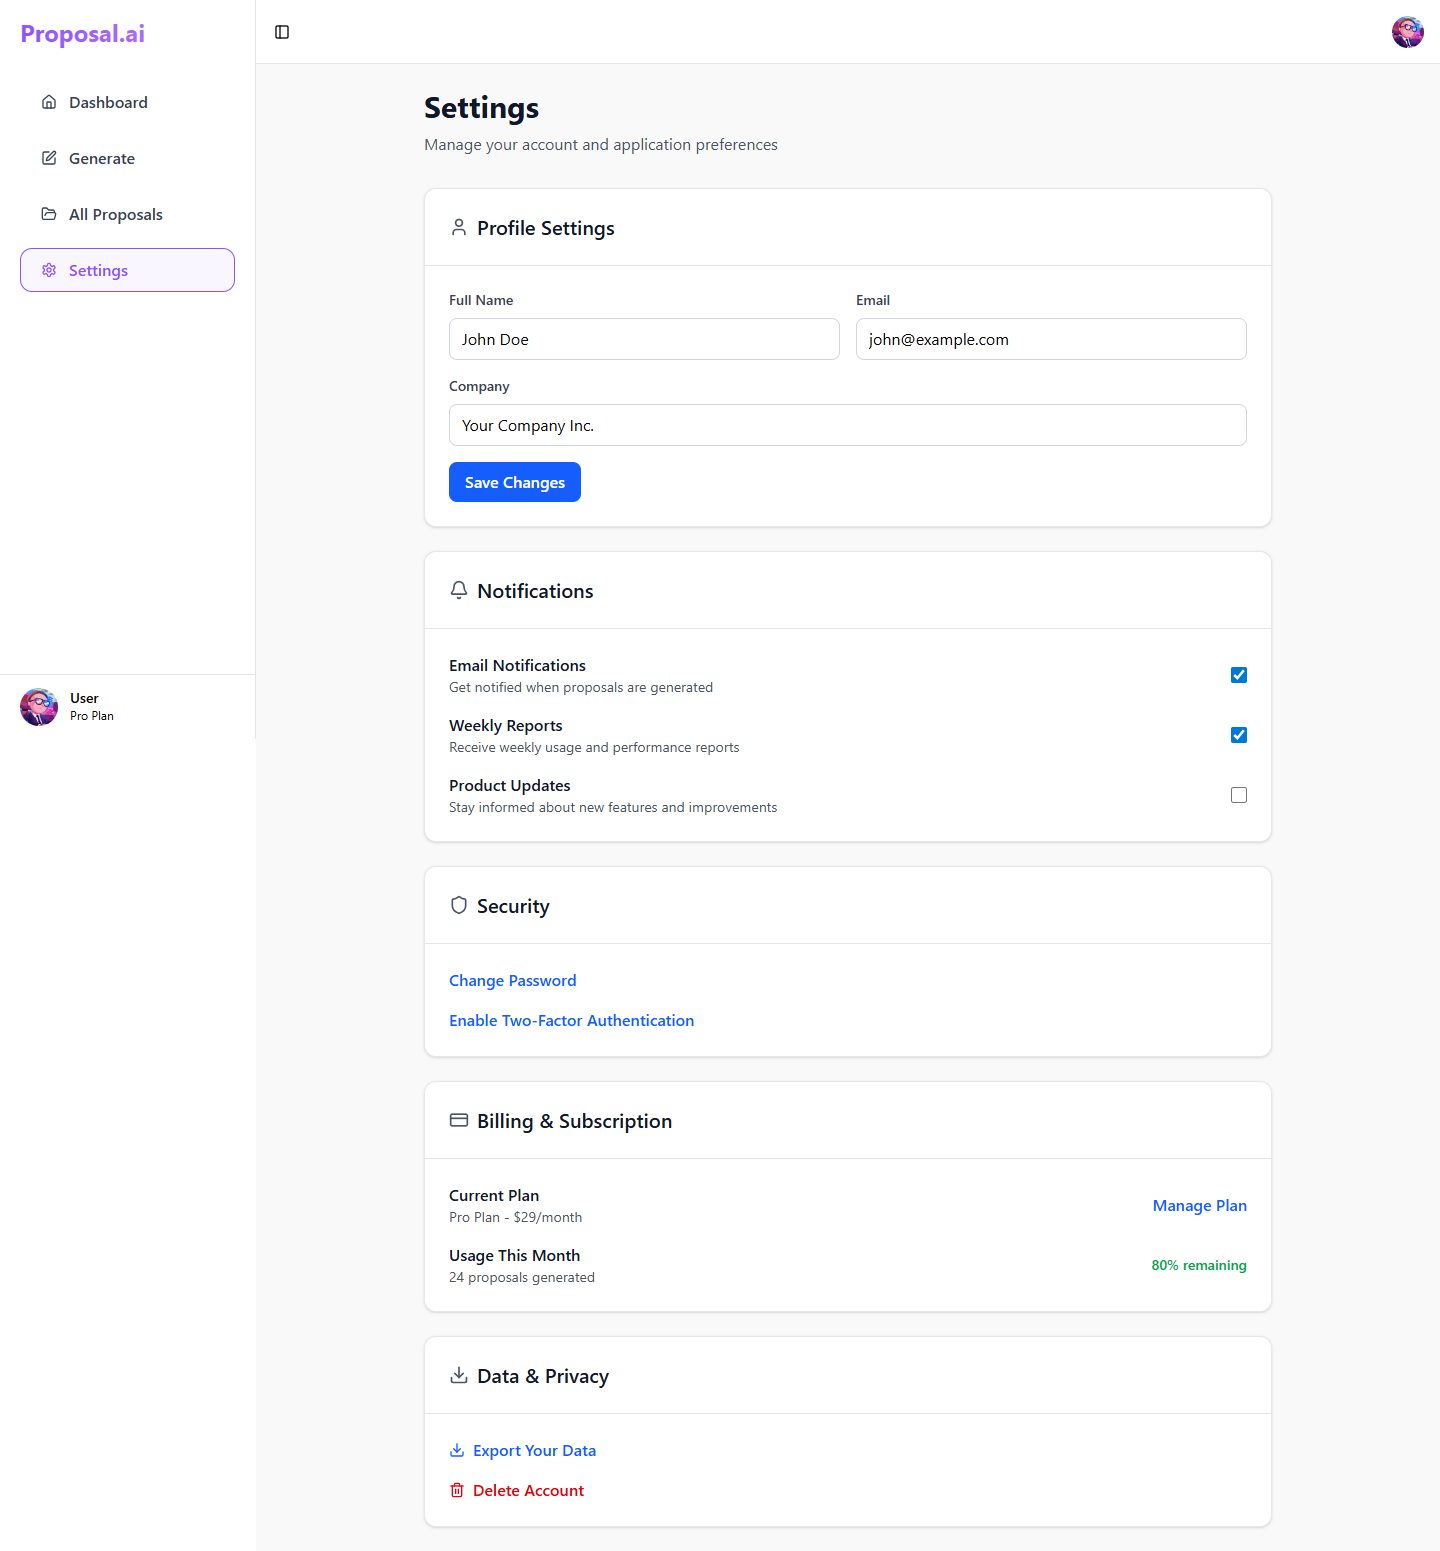 Proposal.ai
Dashboard
Generate
All Proposals
Settings
User
Pro Plan
Settings
Manage your account and application preferences
Profile Settings
Full Name
Email
John Doe
john@example.com
Company
Your Company Inc.
Save Changes
Notifications
Email Notifications
Get notified when proposals are generated
Weekly Reports
Receive weekly usage and performance reports
Product Updates
Stay informed about new features and improvements
Security
Change Password
Enable Two-Factor Authentication
Billing & Subscription
Current Plan
Pro Plan - $29/month
Manage Plan
Usage This Month
24 proposals generated
80% remaining
Data & Privacy
Export Your Data
Delete Account